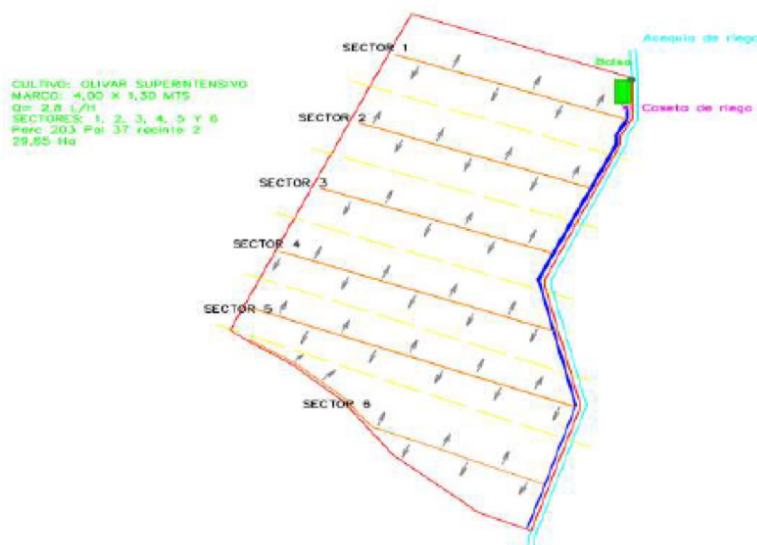 SECTOR 1
Acequia de riego
Balsa
CULTIVO: OLIVAR SUPERINTENSIVO
MARCO: 4,00 X 1,30 MTS
Q= 2,8 L/H
SECTORES: 1, 2, 3, 4, 5 Y 6
Parc 203 Pol 37 recinto 2
29,85 Ha
Caseta de riego
SECTOR 2
SECTOR 3
SECTOR 4
SECTOR 5
SECTOR 6